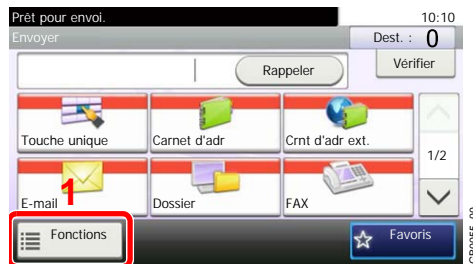 Prêt pour envoi. 10:10
Envoyer Dest. : 0
Rappeler Vérifier
Touche unique Carnet d'adr Crnt d'adr ext.
1/2
E-mail 1 Dossier FAX
Fonctions Favoris